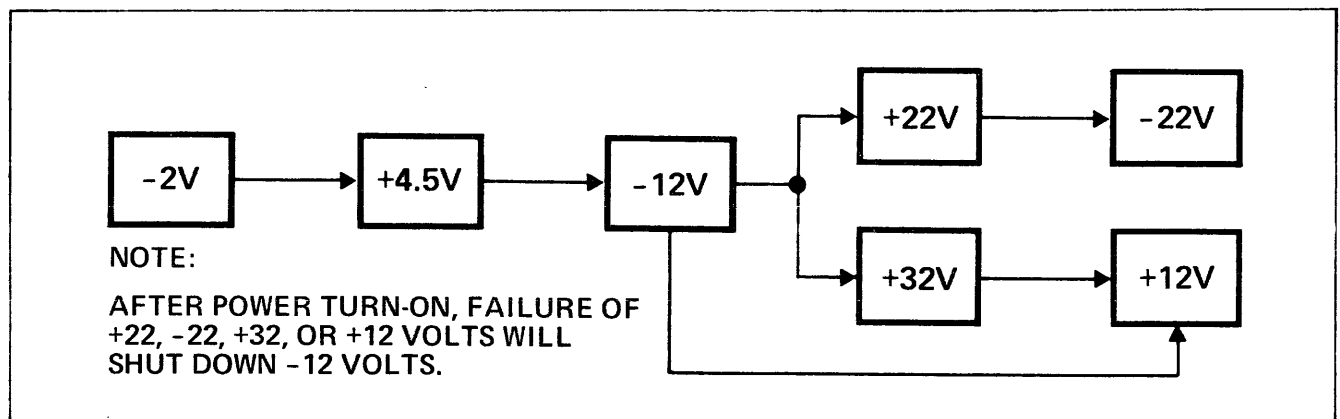 -2V
+4.5V
-12V
+22V
-22V
+32V
+12V
NOTE:
AFTER POWER TURN-ON, FAILURE OF
+22, -22, +32, OR +12 VOLTS WILL
SHUT DOWN -12 VOLTS.